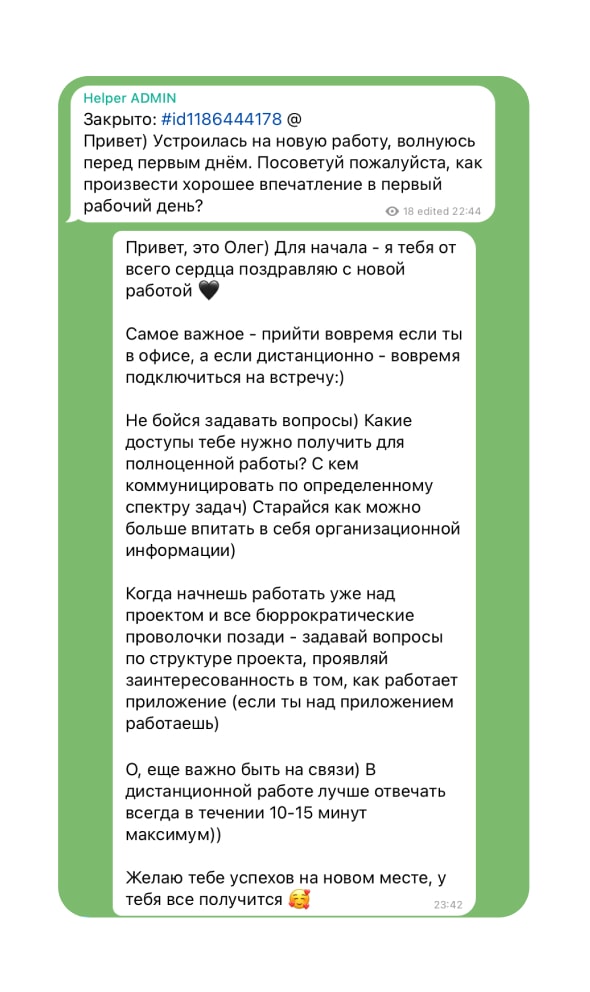 Helper ADMIN
Закрыто: #id1186444178 @
Привет) Устроилась на новую работу, волнуюсь
перед первым днём. Посоветуй пожалуйста, как
произвести хорошее впечатление в первый
рабочий день?
18 edited 22:44
Привет, это Олег) Для начала - я тебя от
всего сердца поздравляю с новой
работой 🖤
Самое важное - прийти вовремя если ты
в офисе, а если дистанционно - вовремя
подключиться на встречу:)
Не бойся задавать вопросы) Какие
доступы тебе нужно получить для
полноценной работы? С кем
коммуницировать по определенному
спектру задач) Старайся как можно
больше впитать в себя организационной
информации)
Когда начнешь работать уже над
проектом и все бюррократические
проволочки позади - задавай вопросы
по структуре проекта, проявляй
заинтересованность в том, как работает
приложение (если ты над приложением
работаешь)
О, еще важно быть на связи) В
дистанционной работе лучше отвечать
всегда в течении 10-15 минут
максимум))
Желаю тебе успехов на новом месте, у
тебя все получится 🥰
23:42